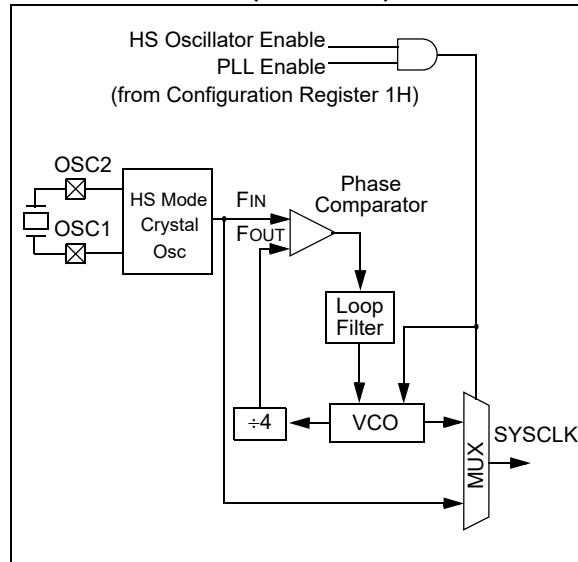 HS Oscillator Enable
PLL Enable
(from Configuration Register 1H)
OSC2
OSC1
HS Mode
Crystal
Osc
FIN
FOUT
Phase
Comparator
Loop
Filter
÷4
VCO
MUX
SYSCLK